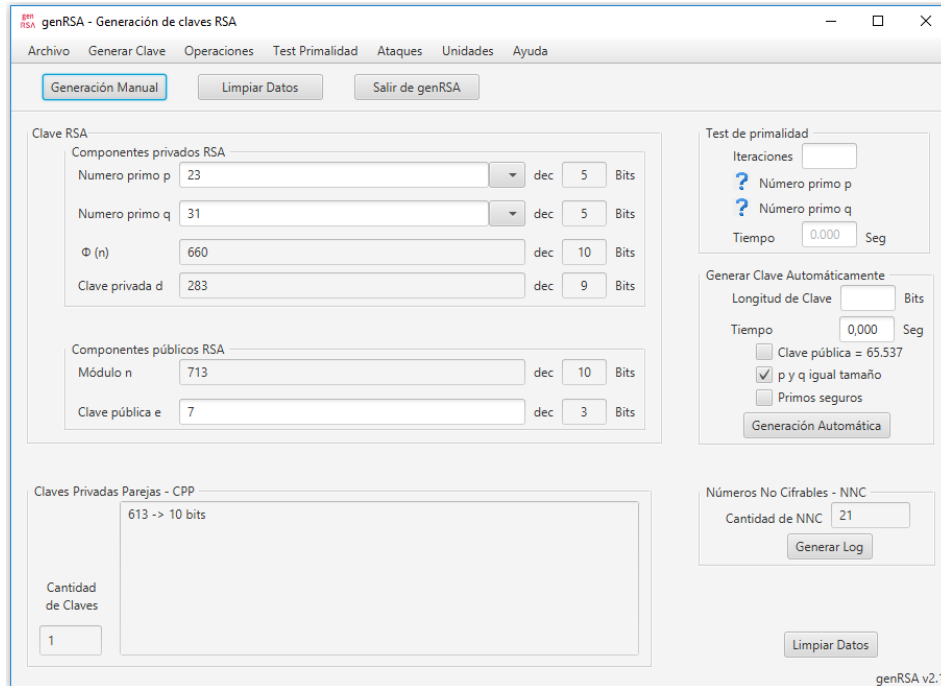 gen RSA genRSA - Generación de claves RSA
Archivo Generar Clave Operaciones Test Primalidad Ataques Unidades Ayuda
Generación Manual Limpiar Datos Salir de genRSA
Clave RSA
Componentes privados RSA
Numero primo p 23 dec 5 Bits
Numero primo q 31 dec 5 Bits
Φ (n) 660 dec 10 Bits
Clave privada d 283 dec 9 Bits
Componentes públicos RSA
Módulo n 713 dec 10 Bits
Clave pública e 7 dec 3 Bits
Test de primalidad
Iteraciones
? Número primo p
? Número primo q
Tiempo 0.000 Seg
Generar Clave Automáticamente
Longitud de Clave Bits
Tiempo 0,000 Seg
Clave pública = 65.537
p y q igual tamaño
Primos seguros
Generación Automática
Claves Privadas Parejas - CPP
613 -> 10 bits
Cantidad
de Claves
1
Números No Cifrables - NNC
Cantidad de NNC 21
Generar Log
Limpiar Datos
genRSA v2.1